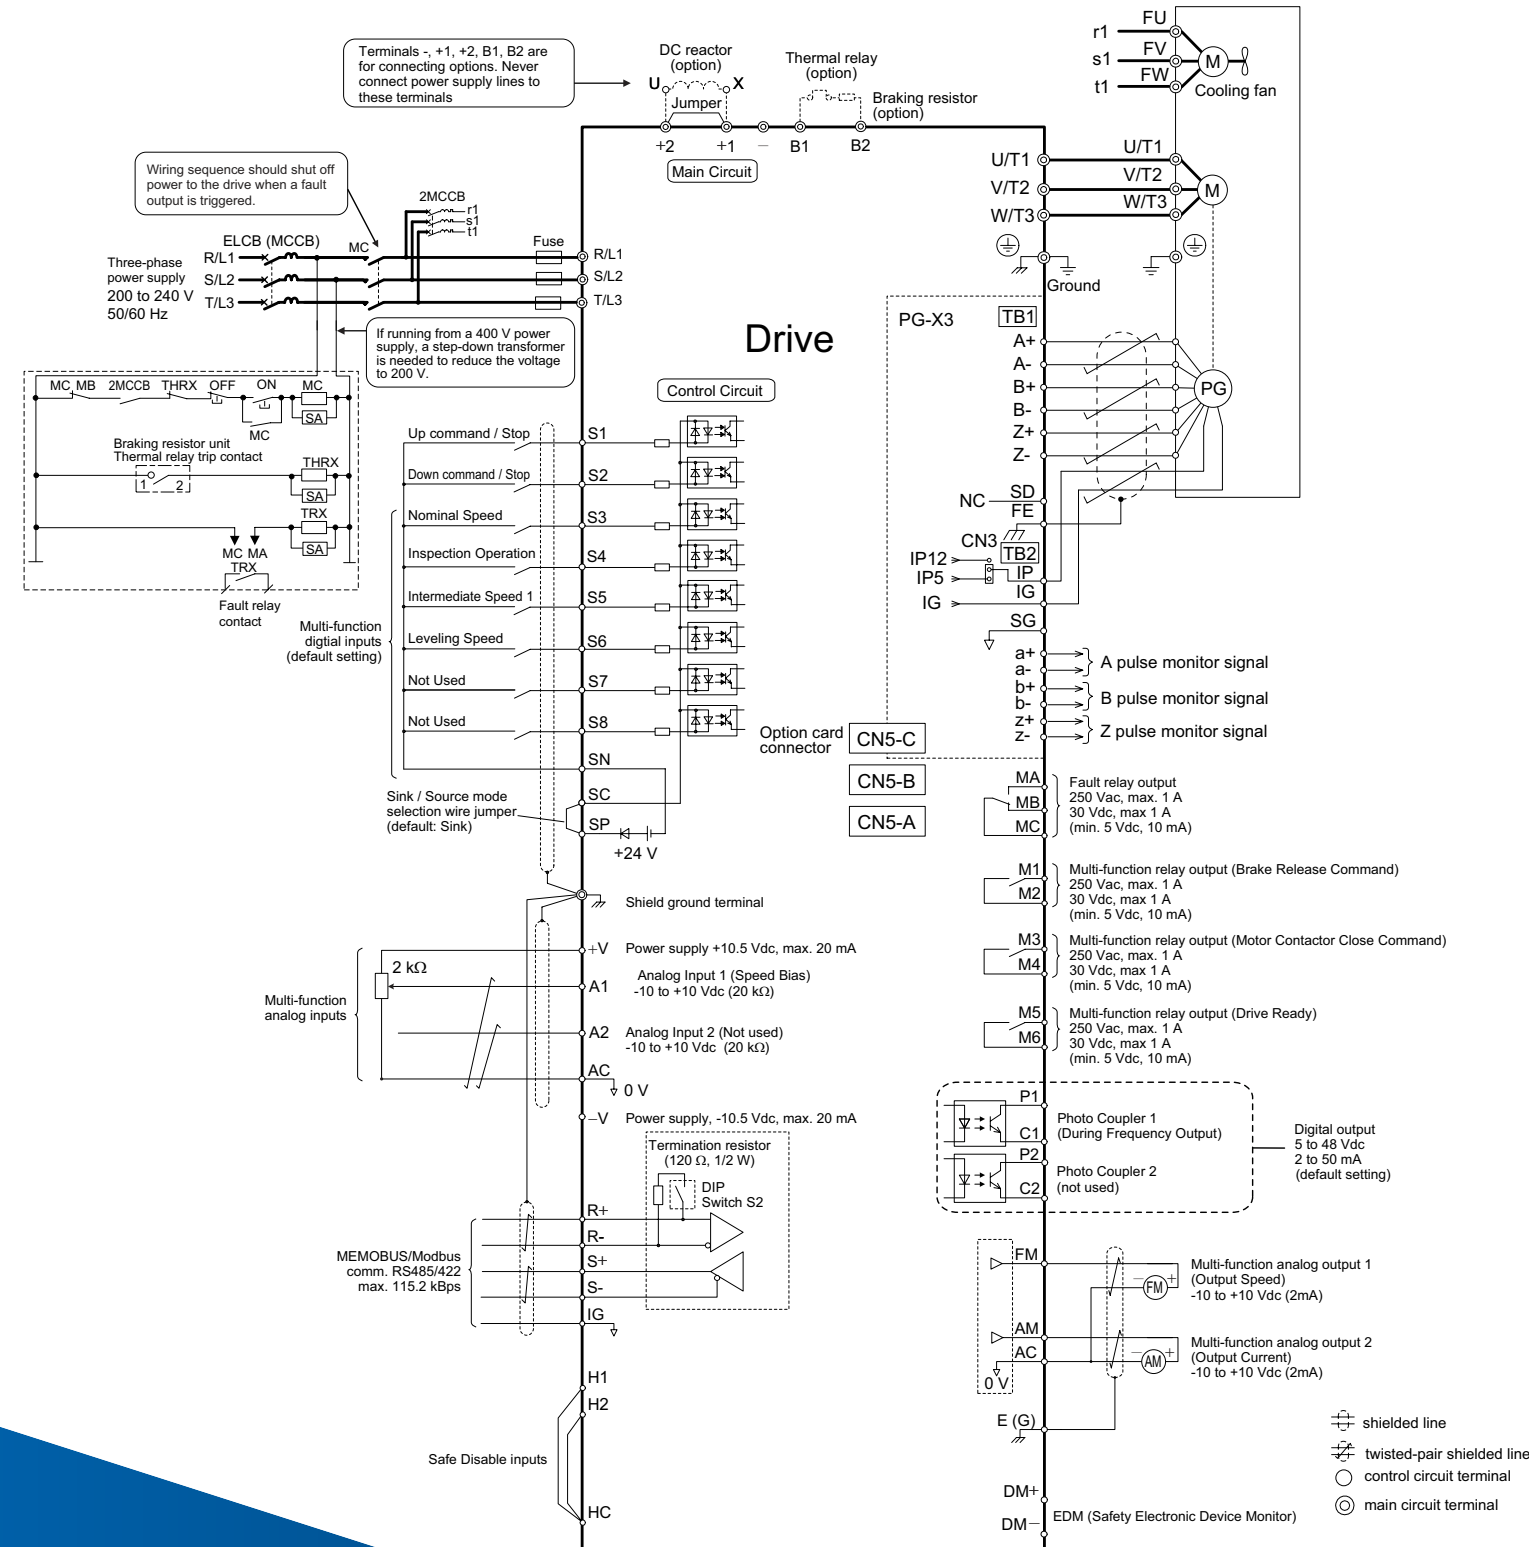 Terminals -, +1, +2, B1, B2 are
for connecting options. Never
connect power supply lines to
these terminals
DC reactor
(option)
U
X
Jumper
Thermal relay
(option)
Braking resistor
(option)
+2
+1
–
B1
B2
Main Circuit
r1
FU
s1
FV
t1
FW
M
Cooling fan
U/T1
U/T1
V/T2
V/T2
W/T3
W/T3
M
Ground
Wiring sequence should shut off
power to the drive when a fault
output is triggered.
2MCCB
r1
s1
t1
ELCB (MCCB)
MC
Fuse
Three-phase
power supply
200 to 240 V
50/60 Hz
R/L1
S/L2
T/L3
R/L1
S/L2
T/L3
If running from a 400 V power
supply, a step-down transformer
is needed to reduce the voltage
to 200 V.
Drive
MC MB
2MCCB
THRX
OFF
ON
MC
SA
MC
Braking resistor unit
Thermal relay trip contact
1
2
THRX
SA
TRX
SA
MC MA
TRX
Fault relay
contact
Control Circuit
Up command / Stop
S1
Down command / Stop
S2
Nominal Speed
S3
Inspection Operation
S4
Intermediate Speed 1
S5
Leveling Speed
S6
Not Used
S7
Not Used
S8
Multi-function
digtial inputs
(default setting)
SN
SC
SP
+24 V
Sink / Source mode
selection wire jumper
(default: Sink)
Option card
connector
CN5-C
CN5-B
CN5-A
PG-X3
TB1
A+
A-
B+
B-
Z+
Z-
PG
NC
SD
FE
CN3
TB2
IP12
IP5
IP
IG
IG
SG
a+
a-
A pulse monitor signal
b+
b-
B pulse monitor signal
z+
z-
Z pulse monitor signal
MA
MB
MC
Fault relay output
250 Vac, max. 1 A
30 Vdc, max 1 A
(min. 5 Vdc, 10 mA)
M1
M2
Multi-function relay output (Brake Release Command)
250 Vac, max. 1 A
30 Vdc, max 1 A
(min. 5 Vdc, 10 mA)
M3
M4
Multi-function relay output (Motor Contactor Close Command)
250 Vac, max. 1 A
30 Vdc, max 1 A
(min. 5 Vdc, 10 mA)
M5
M6
Multi-function relay output (Drive Ready)
250 Vac, max. 1 A
30 Vdc, max 1 A
(min. 5 Vdc, 10 mA)
Shield ground terminal
Multi-function
analog inputs
2 kΩ
+V
Power supply +10.5 Vdc, max. 20 mA
A1
Analog Input 1 (Speed Bias)
-10 to +10 Vdc (20 kΩ)
A2
Analog Input 2 (Not used)
-10 to +10 Vdc (20 kΩ)
AC
0 V
–V
Power supply, -10.5 Vdc, max. 20 mA
P1
C1
Photo Coupler 1
(During Frequency Output)
P2
C2
Photo Coupler 2
(not used)
Digital output
5 to 48 Vdc
2 to 50 mA
(default setting)
Termination resistor
(120 Ω, 1/2 W)
DIP
Switch S2
MEMOBUS/Modbus
comm. RS485/422
max. 115.2 kBps
R+
R-
S+
S-
IG
FM
– FM +
Multi-function analog output 1
(Output Speed)
-10 to +10 Vdc (2mA)
AM
AC
0 V
– AM +
Multi-function analog output 2
(Output Current)
-10 to +10 Vdc (2mA)
E (G)
H1
H2
Safe Disable inputs
HC
DM+
DM–
EDM (Safety Electronic Device Monitor)
shielded line
twisted-pair shielded line
control circuit terminal
main circuit terminal